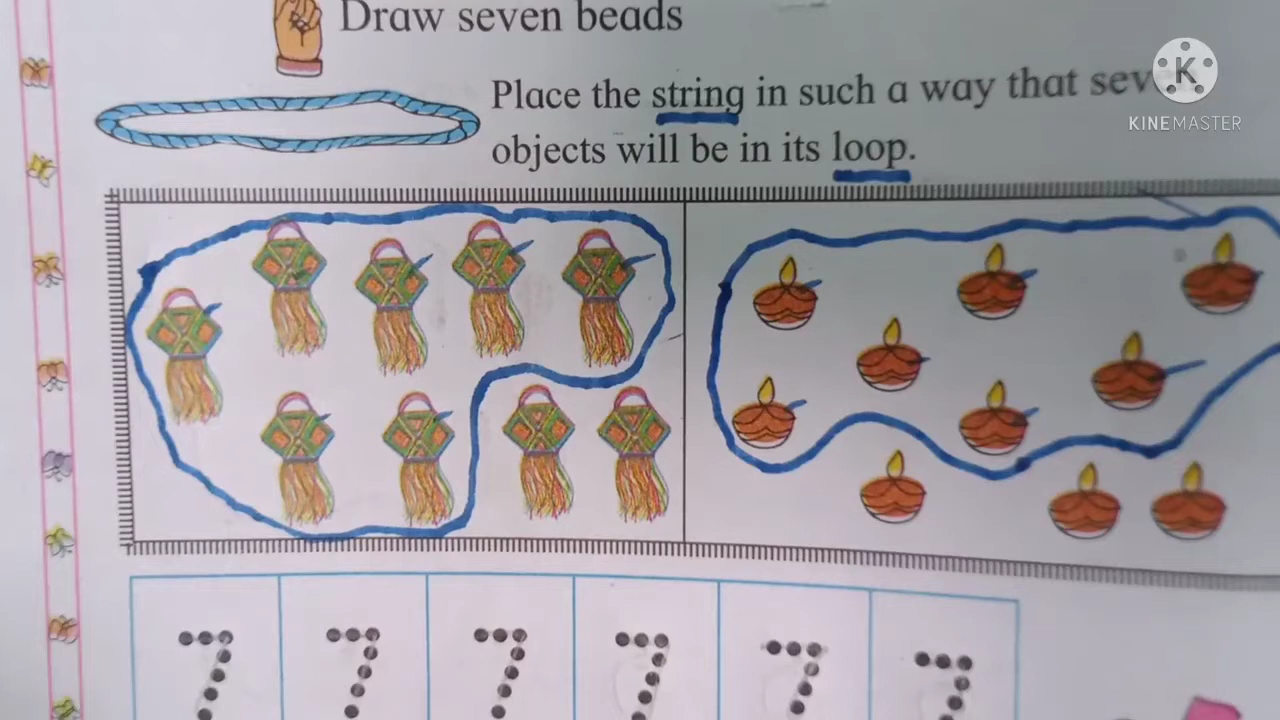 Draw seven beads
Place the string in such a way that seven
objects will be in its loop.
K
KINEMASTER
7 7 7 7 7 7